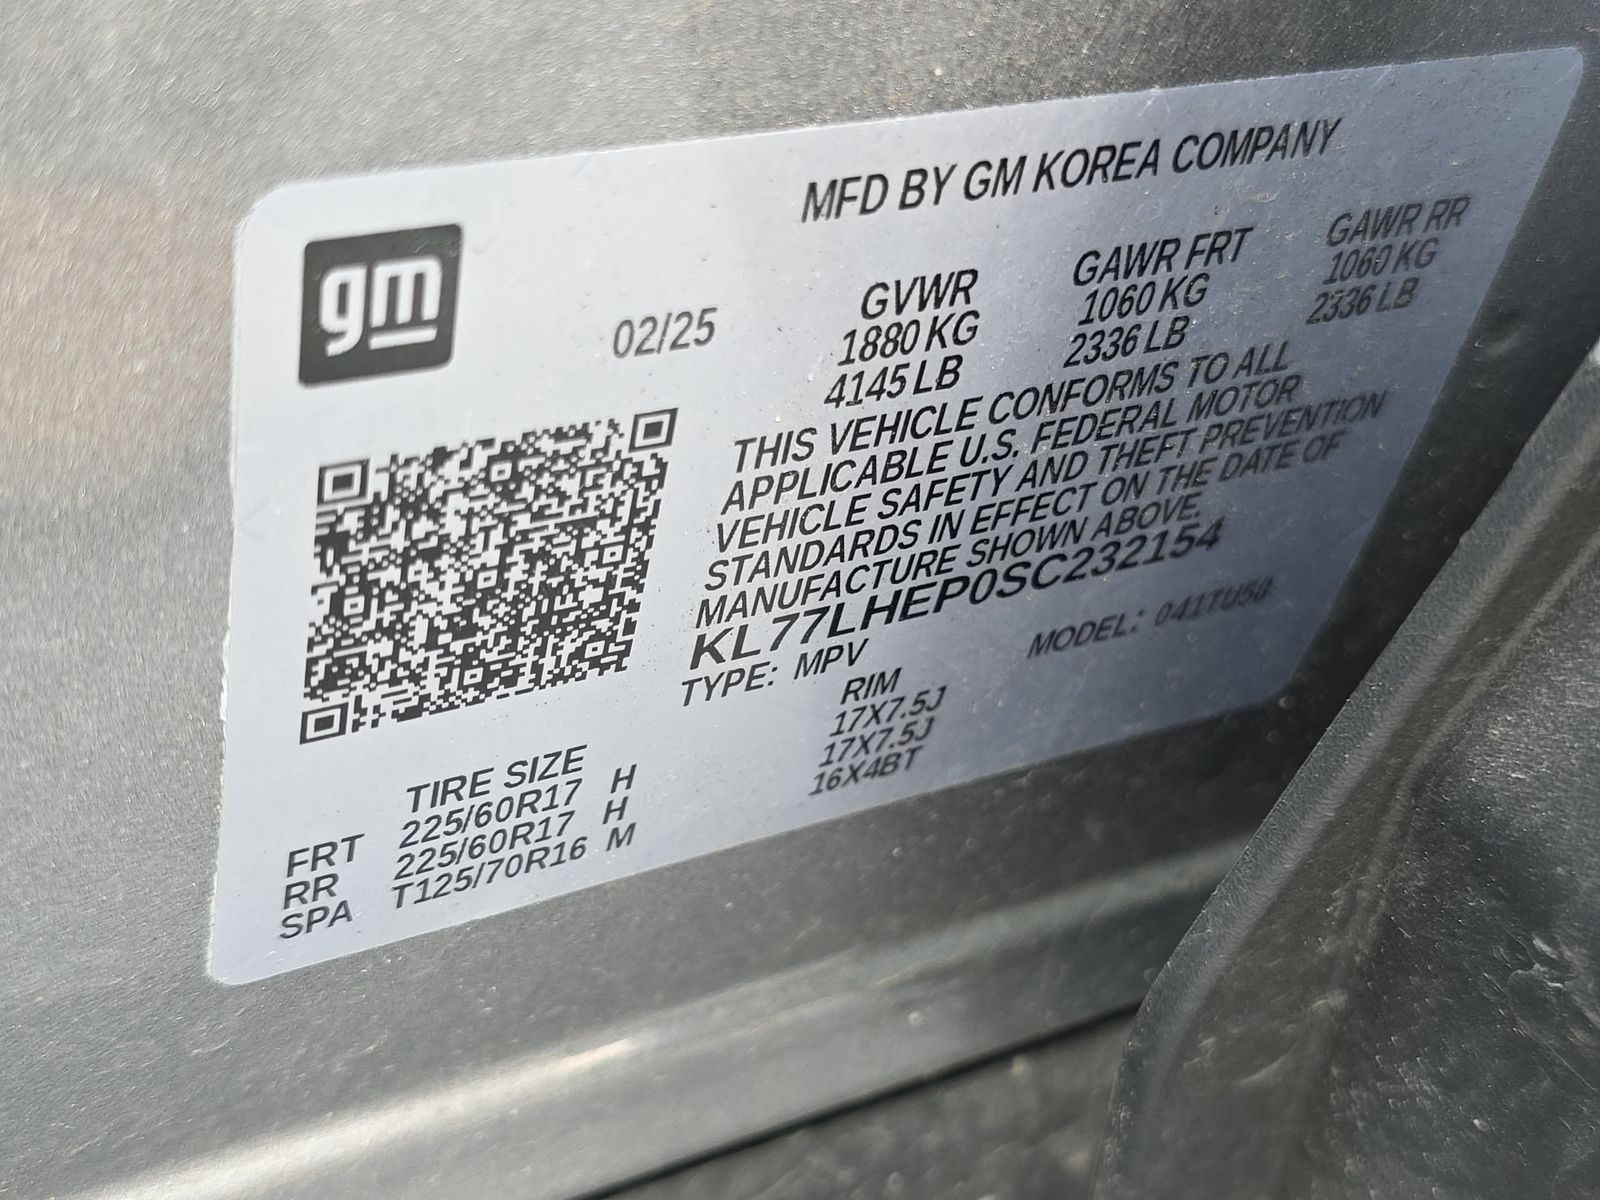 gm
MFD BY GM KOREA COMPANY
02/25
GVWR GAWR FRT GAWR RR
1880 KG 1060 KG 1060 KG
4145 LB 2336 LB 2336 LB
THIS VEHICLE CONFORMS TO ALL
APPLICABLE U.S. FEDERAL MOTOR
VEHICLE SAFETY AND THEFT PREVENTION
STANDARDS IN EFFECT ON THE DATE OF
MANUFACTURE SHOWN ABOVE.
KL77LHEP0SC232154
TYPE: MPV MODEL:
TIRE SIZE RIM
FRT 225/60R17 H 17X7.5J
RR 225/60R17 H 17X7.5J
SPA T125/70R16 M 16X4BT